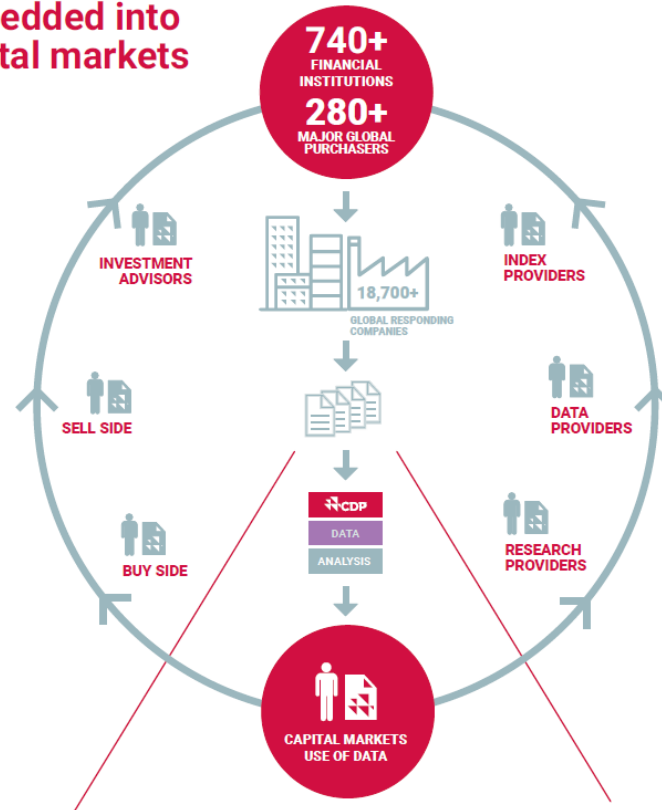 edded into
tal markets
740+
FINANCIAL
INSTITUTIONS
280+
MAJOR GLOBAL
PURCHASERS
INVESTMENT
ADVISORS
INDEX
PROVIDERS
18,700+
GLOBAL RESPONDING
COMPANIES
SELL SIDE
DATA
PROVIDERS
CDP
DATA
ANALYSIS
BUY SIDE
RESEARCH
PROVIDERS
CAPITAL MARKETS
USE OF DATA